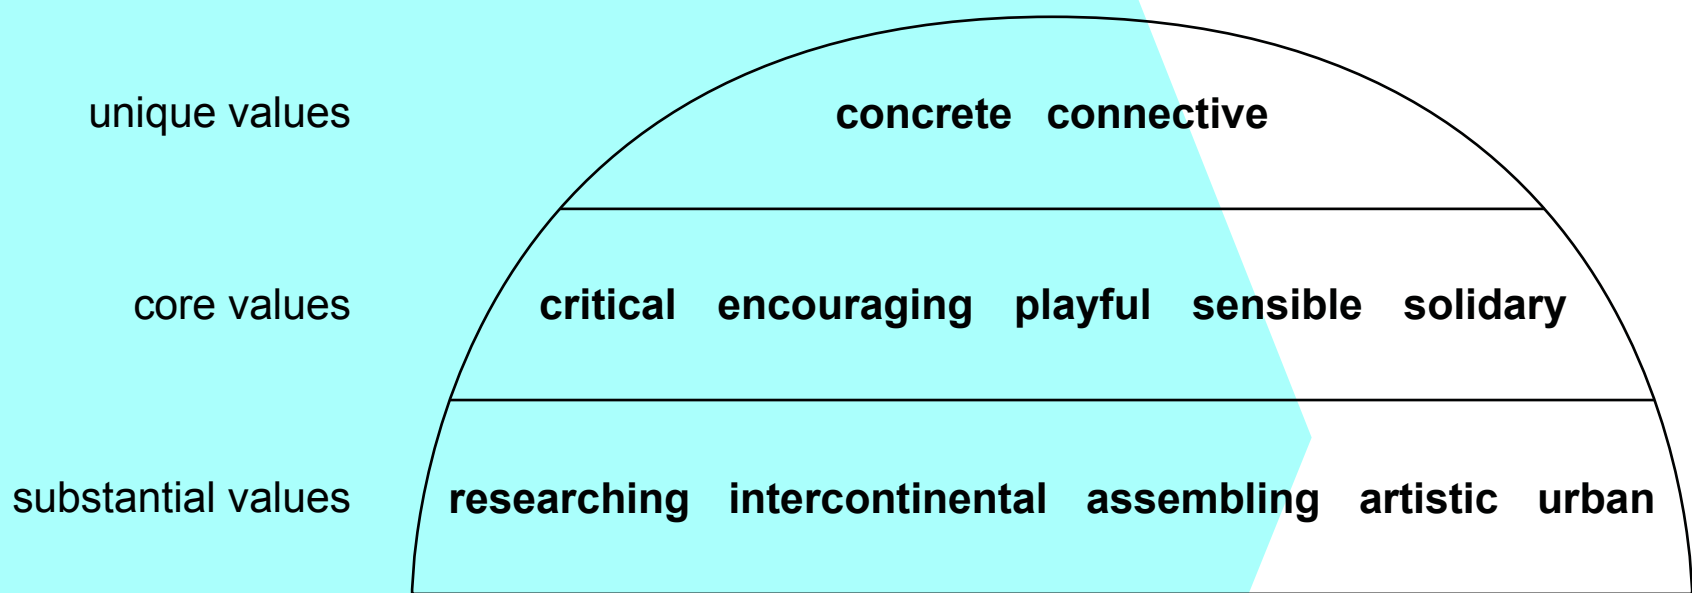 unique values concrete connective
core values critical encouraging playful sensible solidary
substantial values researching intercontinental assembling artistic urban